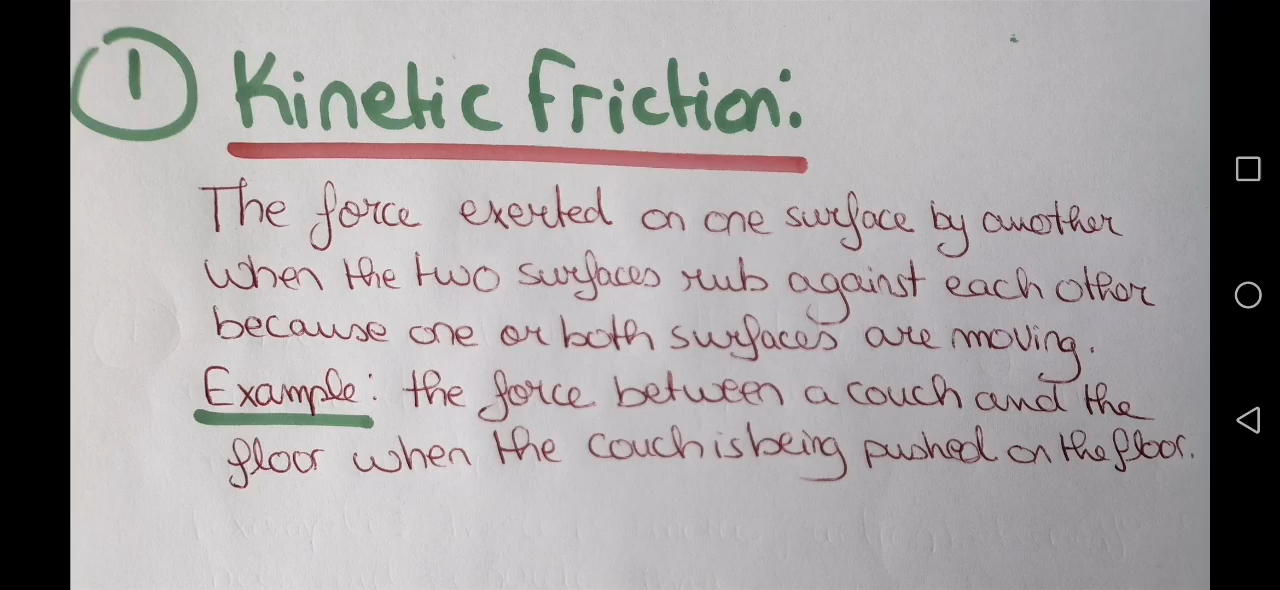 1 Kinetic friction:
The force exerted on one surface by another
when the two surfaces rub against each other
because one or both surfaces are moving.
Example: the force between a couch and the
floor when the couch is being pushed on the floor.